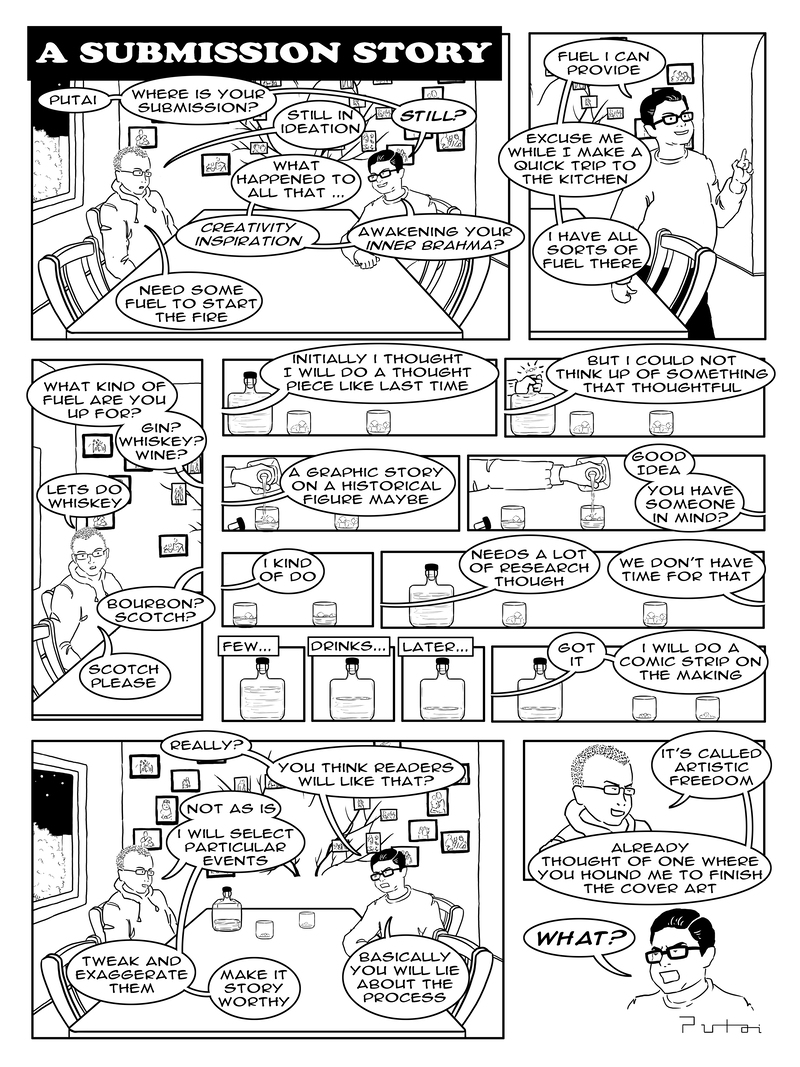 A SUBMISSION STORY
PUTAI
WHERE IS YOUR
SUBMISSION?
STILL IN
IDEATION
STILL?
WHAT
HAPPENED TO
ALL THAT ...
CREATIVITY
INSPIRATION
AWAKENING YOUR
INNER BRAHMA?
NEED SOME
FUEL TO START
THE FIRE
FUEL I CAN
PROVIDE
EXCUSE ME
WHILE I MAKE A
QUICK TRIP TO
THE KITCHEN
I HAVE ALL
SORTS OF
FUEL THERE
WHAT KIND OF
FUEL ARE YOU
UP FOR?
GIN?
WHISKEY?
WINE?
LETS DO
WHISKEY
BOURBON?
SCOTCH?
SCOTCH
PLEASE
INITIALLY I THOUGHT
I WILL DO A THOUGHT
PIECE LIKE LAST TIME
BUT I COULD NOT
THINK UP OF SOMETHING
THAT THOUGHTFUL
A GRAPHIC STORY
ON A HISTORICAL
FIGURE MAYBE
GOOD
IDEA
YOU HAVE
SOMEONE
IN MIND?
I KIND
OF DO
NEEDS A LOT
OF RESEARCH
THOUGH
WE DON'T HAVE
TIME FOR THAT
FEW...
DRINKS...
LATER...
GOT
IT
I WILL DO A
COMIC STRIP ON
THE MAKING
REALLY?
YOU THINK READERS
WILL LIKE THAT?
NOT AS IS
I WILL SELECT
PARTICULAR
EVENTS
TWEAK AND
EXAGGERATE
THEM
MAKE IT
STORY
WORTHY
BASICALLY
YOU WILL LIE
ABOUT THE
PROCESS
IT'S CALLED
ARTISTIC
FREEDOM
ALREADY
THOUGHT OF ONE WHERE
YOU HOUND ME TO FINISH
THE COVER ART
WHAT?
Putai